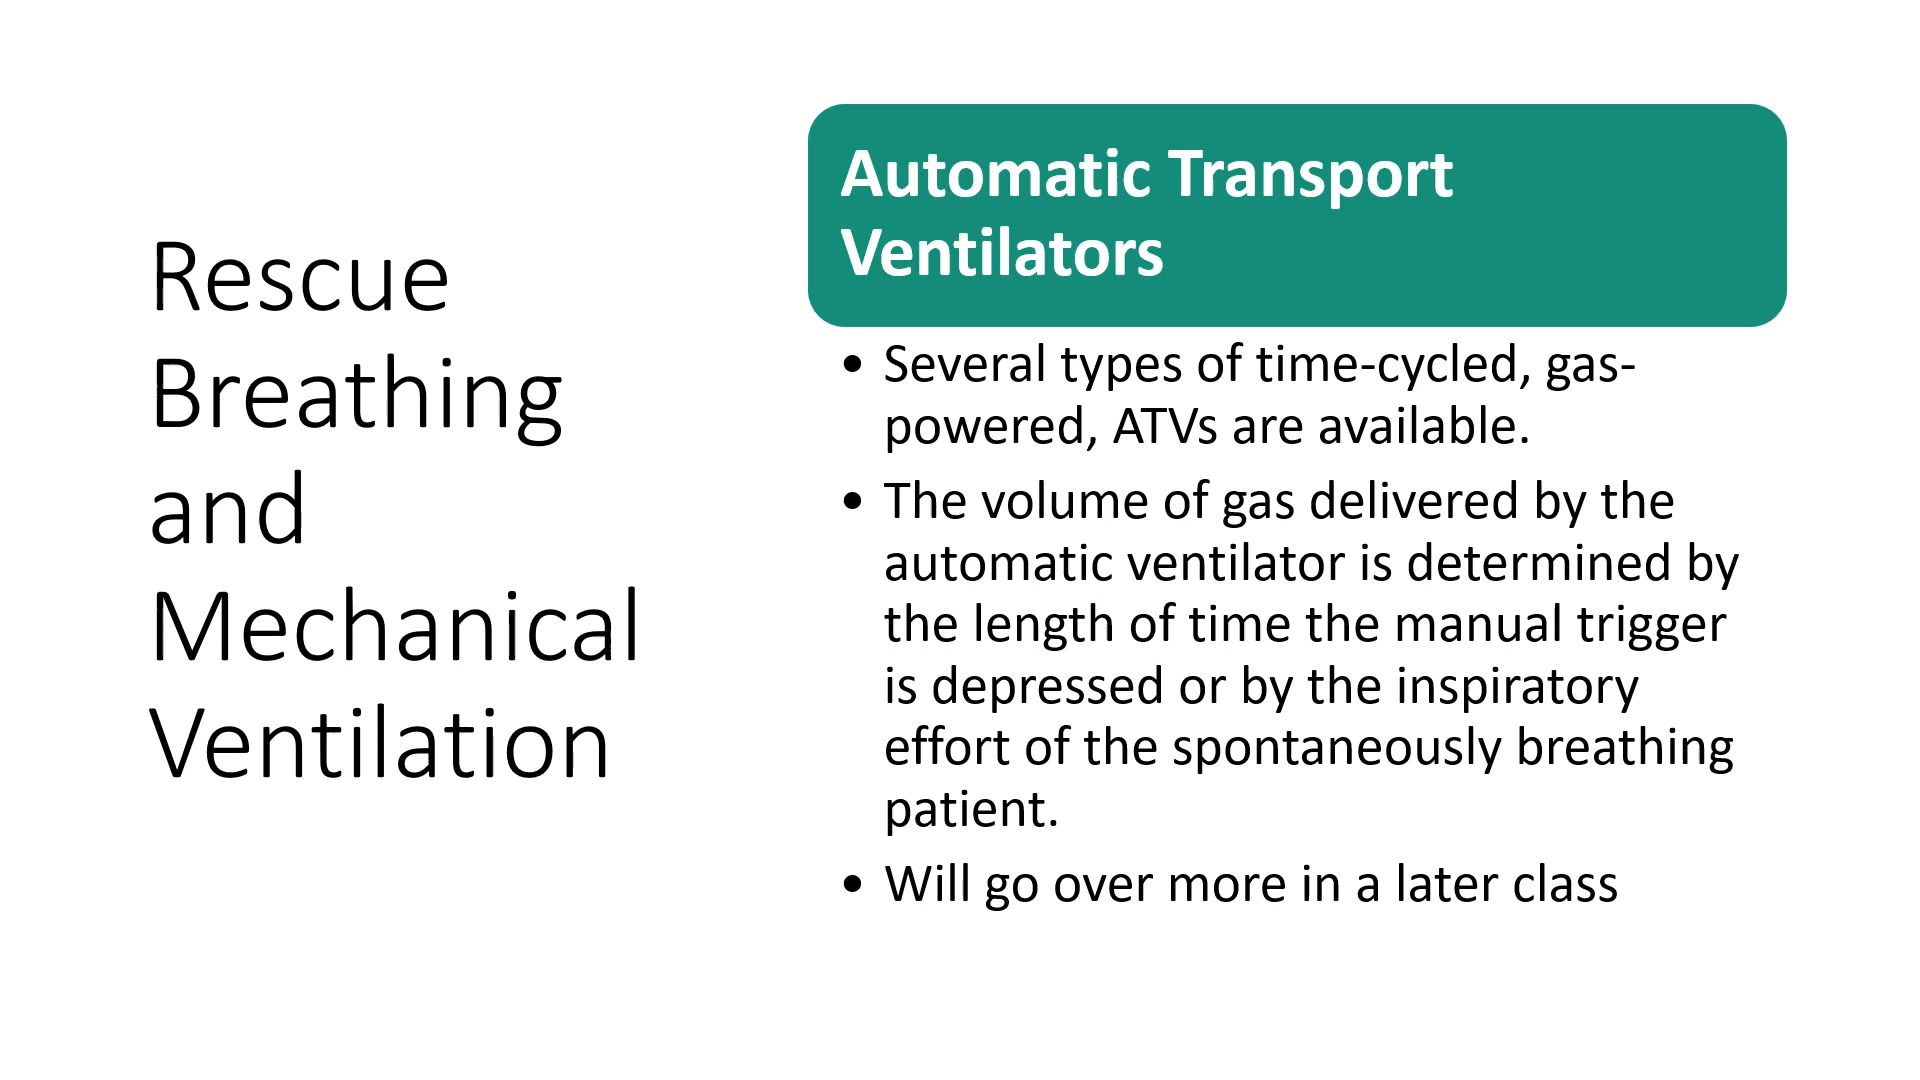 Rescue
Breathing
and
Mechanical
Ventilation
Automatic Transport
Ventilators
• Several types of time-cycled, gas-
powered, ATVs are available.
• The volume of gas delivered by the
automatic ventilator is determined by
the length of time the manual trigger
is depressed or by the inspiratory
effort of the spontaneously breathing
patient.
• Will go over more in a later class